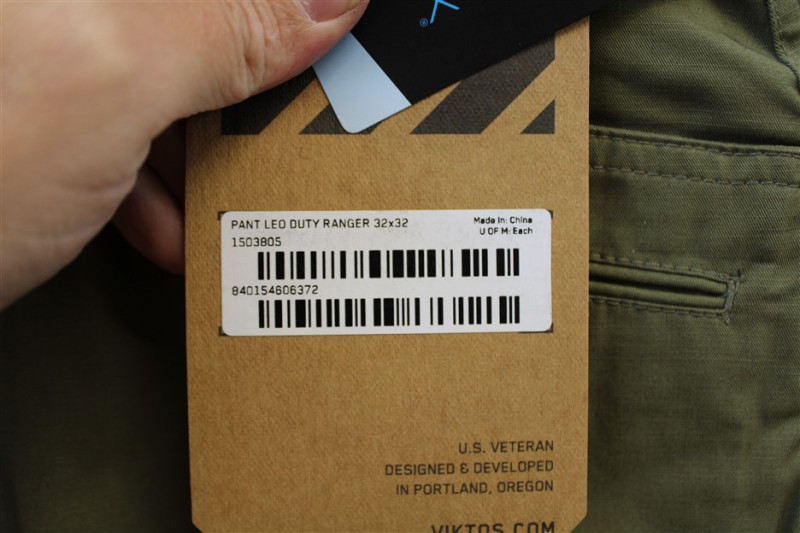 PANT LEO DUTY RANGER 32x32
Made In: China
1503805
U OF M: Each
840154606372
U.S. VETERAN
DESIGNED & DEVELOPED
IN PORTLAND, OREGON
VIKTOS.COM